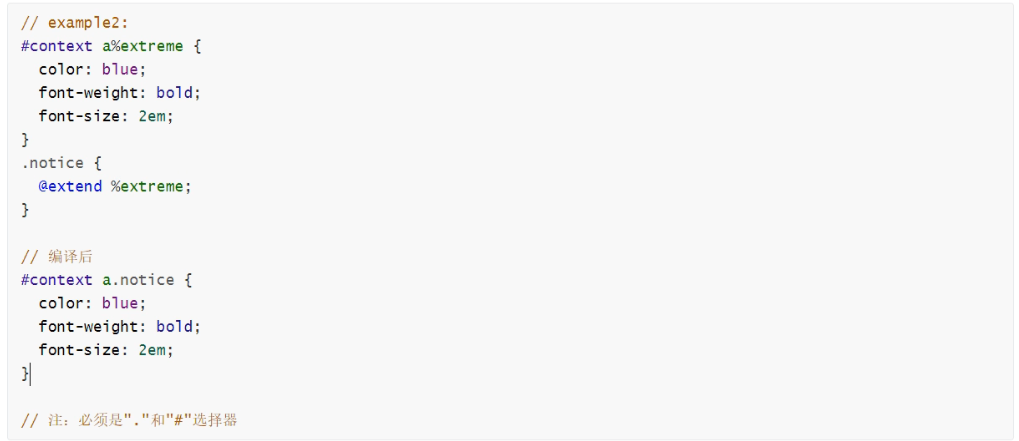 // example2:
#context a%extreme {
  color: blue;
  font-weight: bold;
  font-size: 2em;
}
.notice {
  @extend %extreme;
}
// 编译后
#context a.notice {
  color: blue;
  font-weight: bold;
  font-size: 2em;
}
// 注：必须是"."和"#"选择器